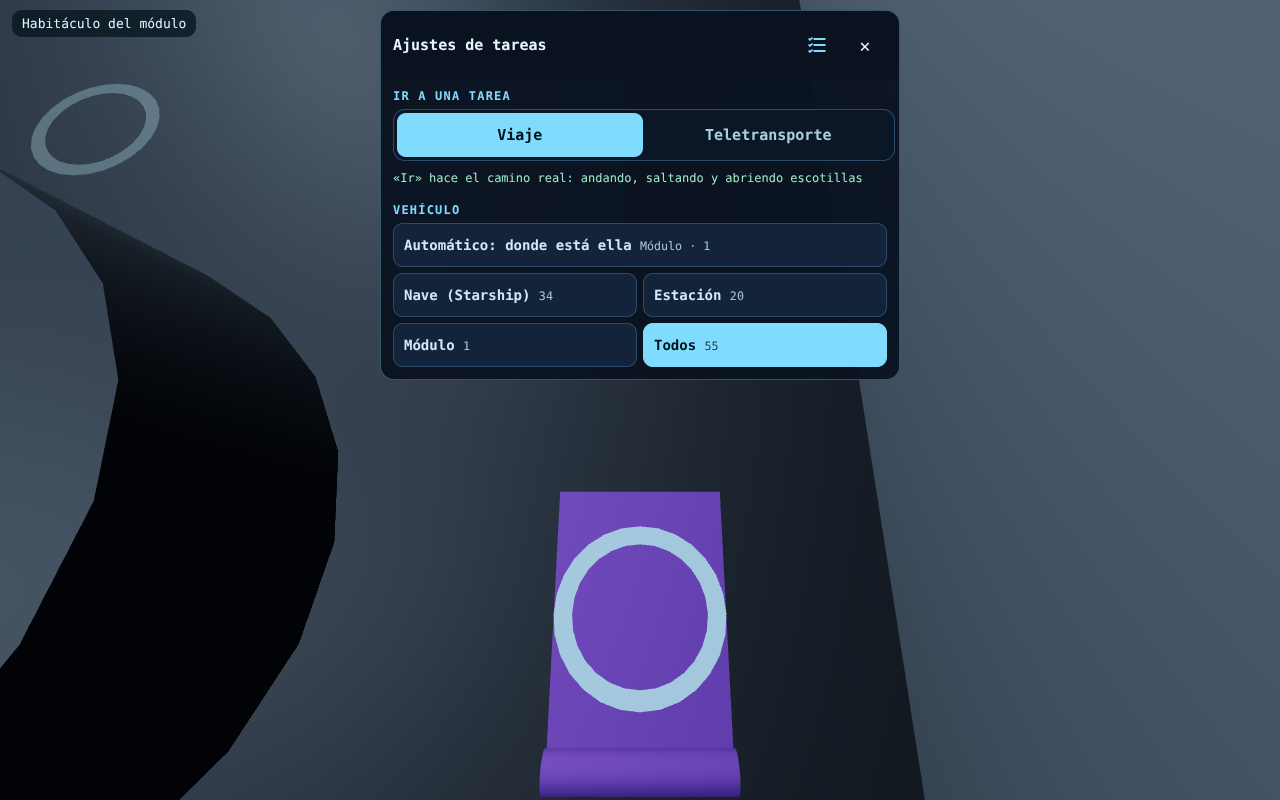 Habitáculo del módulo
Ajustes de tareas ×
IR A UNA TAREA
Viaje Teletransporte
«Ir» hace el camino real: andando, saltando y abriendo escotillas
VEHÍCULO
Automático: donde está ella Módulo · 1
Nave (Starship) 34 Estación 20
Módulo 1 Todos 55